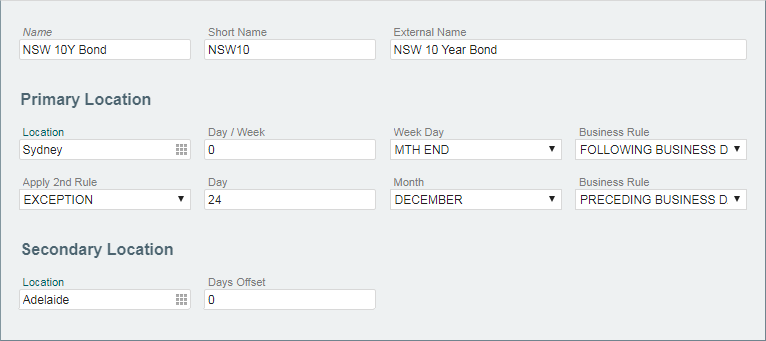 Name Short Name External Name
NSW 10Y Bond NSW10 NSW 10 Year Bond
Primary Location
Location Day / Week Week Day Business Rule
Sydney 0 MTH END FOLLOWING BUSINESS D
Apply 2nd Rule Day Month Business Rule
EXCEPTION 24 DECEMBER PRECEDING BUSINESS D
Secondary Location
Location Days Offset
Adelaide 0